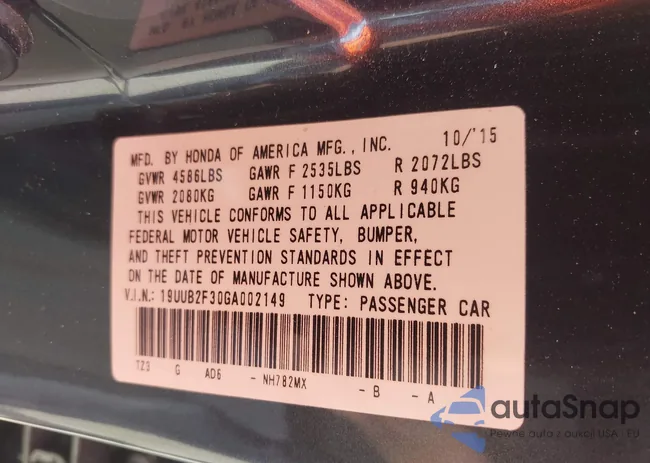 MFD. BY HONDA OF AMERICA MFG., INC. 10/'15
GVWR 4586LBS GAWR F 2535LBS R 2072LBS
GVWR 2080KG GAWR F 1150KG R 940KG
THIS VEHICLE CONFORMS TO ALL APPLICABLE
FEDERAL MOTOR VEHICLE SAFETY, BUMPER,
AND THEFT PREVENTION STANDARDS IN EFFECT
ON THE DATE OF MANUFACTURE SHOWN ABOVE.
V.I.N.: 19UUB2F30GA002149 TYPE: PASSENGER CAR
TZ3 G AD6 - NH782MX - B - A
autaSnap
Pewne auta z aukcji USA i EU